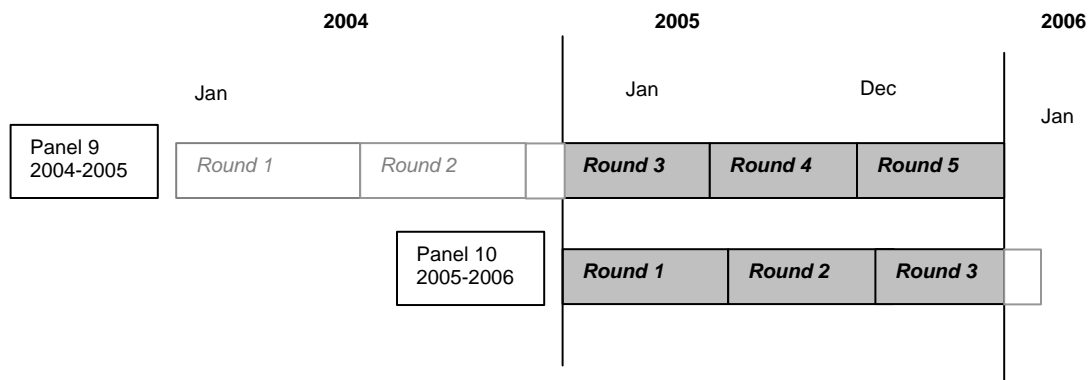 2004 2005 2006
Jan Jan Dec
Jan
Panel 9
2004-2005
Round 1 Round 2 Round 3 Round 4 Round 5
Panel 10
2005-2006
Round 1 Round 2 Round 3